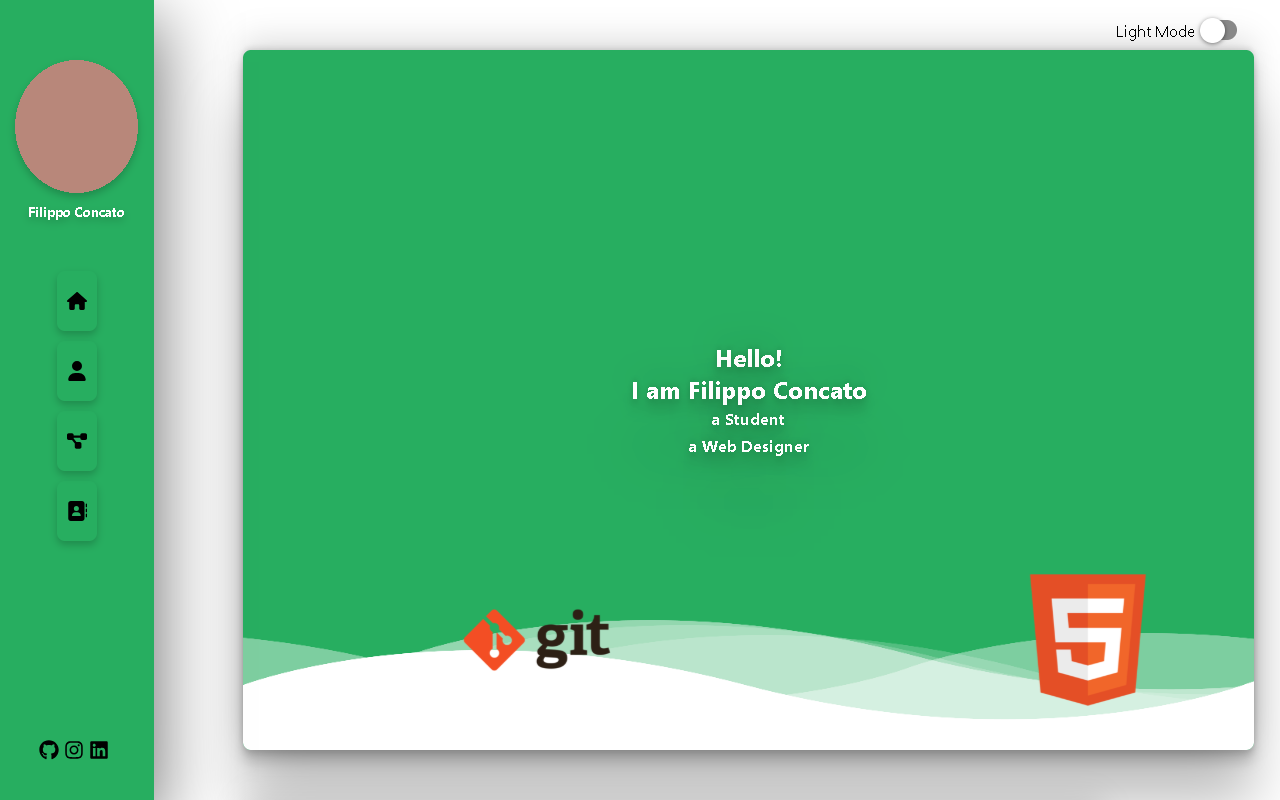 Light Mode
Filippo Concato
Hello!
I am Filippo Concato
a Student
a Web Designer
git
5